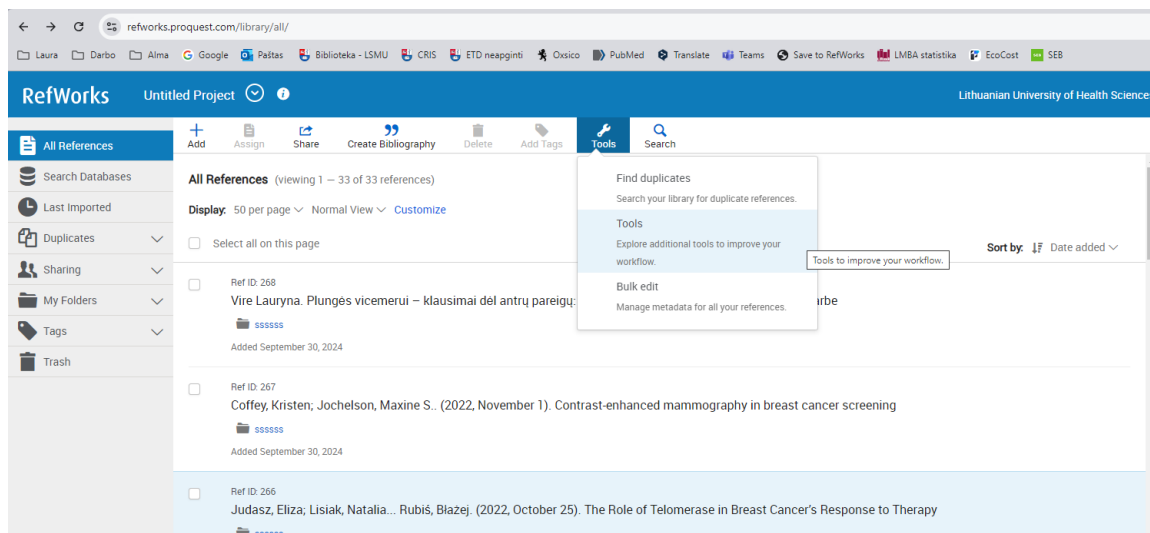 refworks.proquest.com/library/all/
Laura Darbo Alma Google Paštas Biblioteka - LSMU CRIS ETD neapginti Oxsico PubMed Translate Teams Save to RefWorks LMBA statistika EcoCost SEB
RefWorks Untitled Project Lithuanian University of Health Sciences
Add Assign Share Create Bibliography Delete Add Tags Tools Search
All References
Search Databases
Last Imported
Duplicates
Sharing
My Folders
Tags
Trash
All References (viewing 1 – 33 of 33 references)
Display: 50 per page Normal View Customize
Select all on this page
Sort by: Date added
Find duplicates
Search your library for duplicate references.
Tools
Explore additional tools to improve your
workflow.
Tools to improve your workflow.
Bulk edit
Manage metadata for all your references.
Ref ID: 268
Vire Lauryna. Plungės vicemerui – klausimai dėl antrų pareigų: arbe
ssssss
Added September 30, 2024
Ref ID: 267
Coffey, Kristen; Jochelson, Maxine S.. (2022, November 1). Contrast-enhanced mammography in breast cancer screening
ssssss
Added September 30, 2024
Ref ID: 266
Judasz, Eliza; Lisiak, Natalia... Rubiś, Błażej. (2022, October 25). The Role of Telomerase in Breast Cancer's Response to Therapy